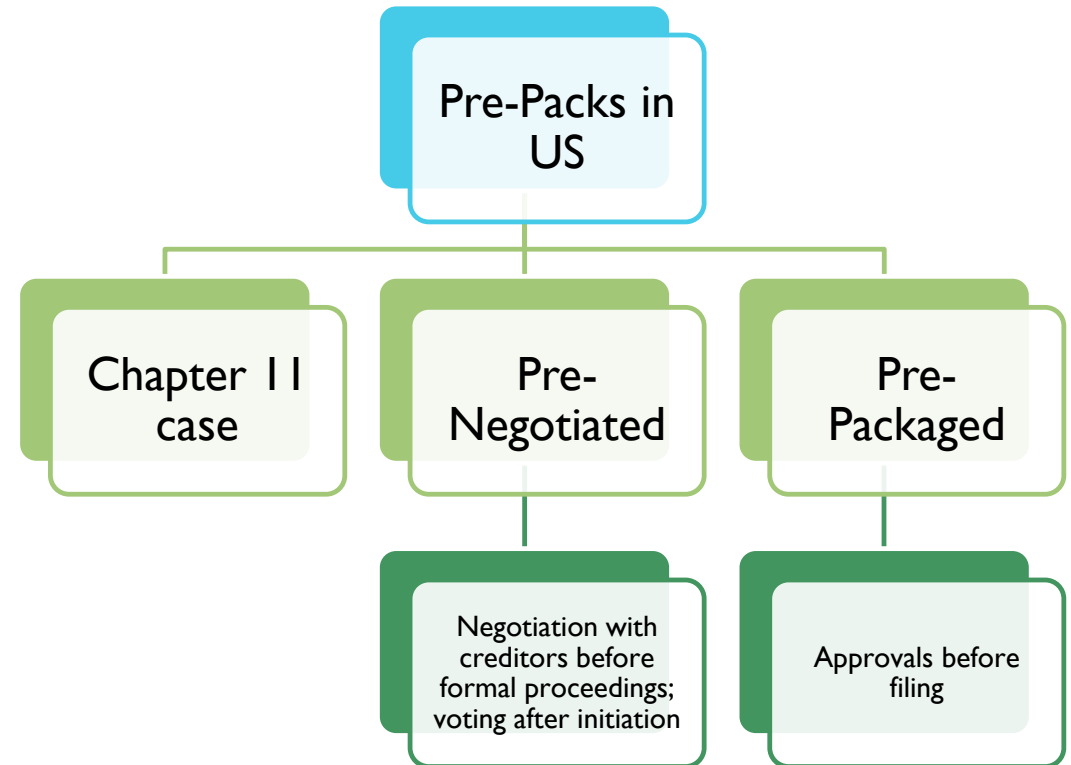 Pre-Packs in
US
Chapter 11
case
Pre-
Negotiated
Pre-
Packaged
Negotiation with
creditors before
formal proceedings;
voting after initiation
Approvals before
filing